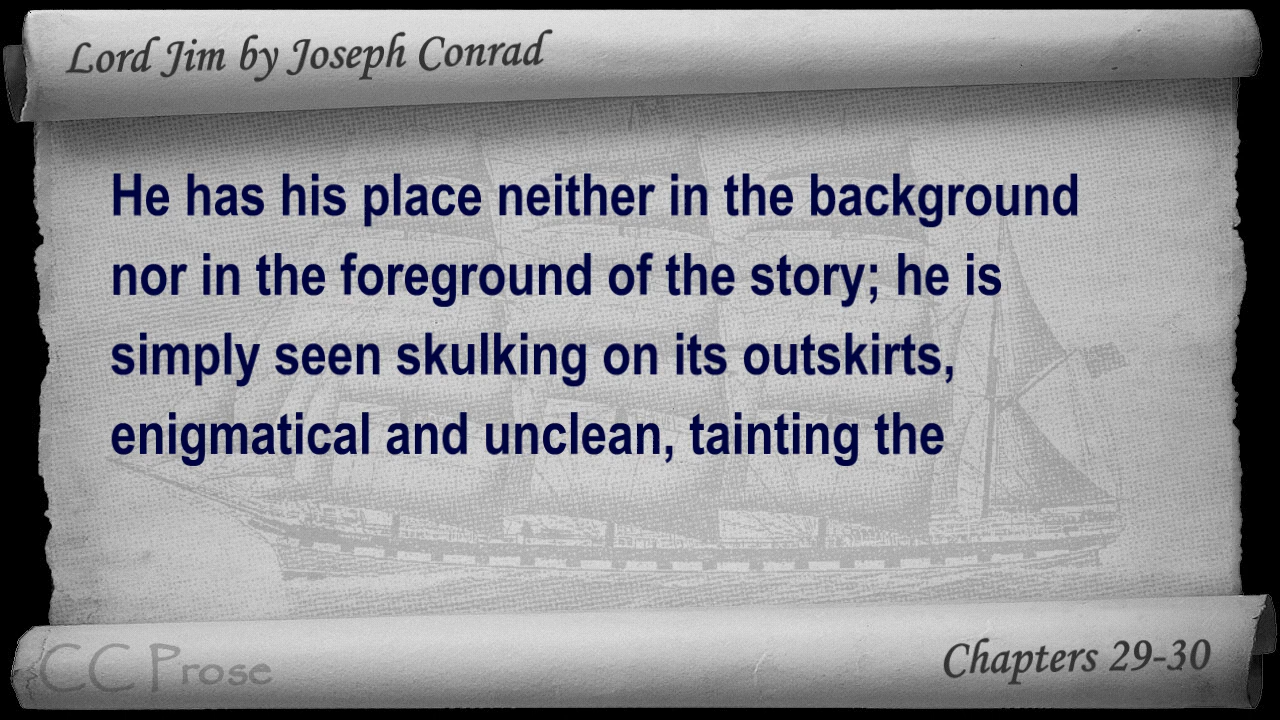 Lord Jim by Joseph Conrad
He has his place neither in the background
nor in the foreground of the story; he is
simply seen skulking on its outskirts,
enigmatical and unclean, tainting the
CC Prose
Chapters 29-30